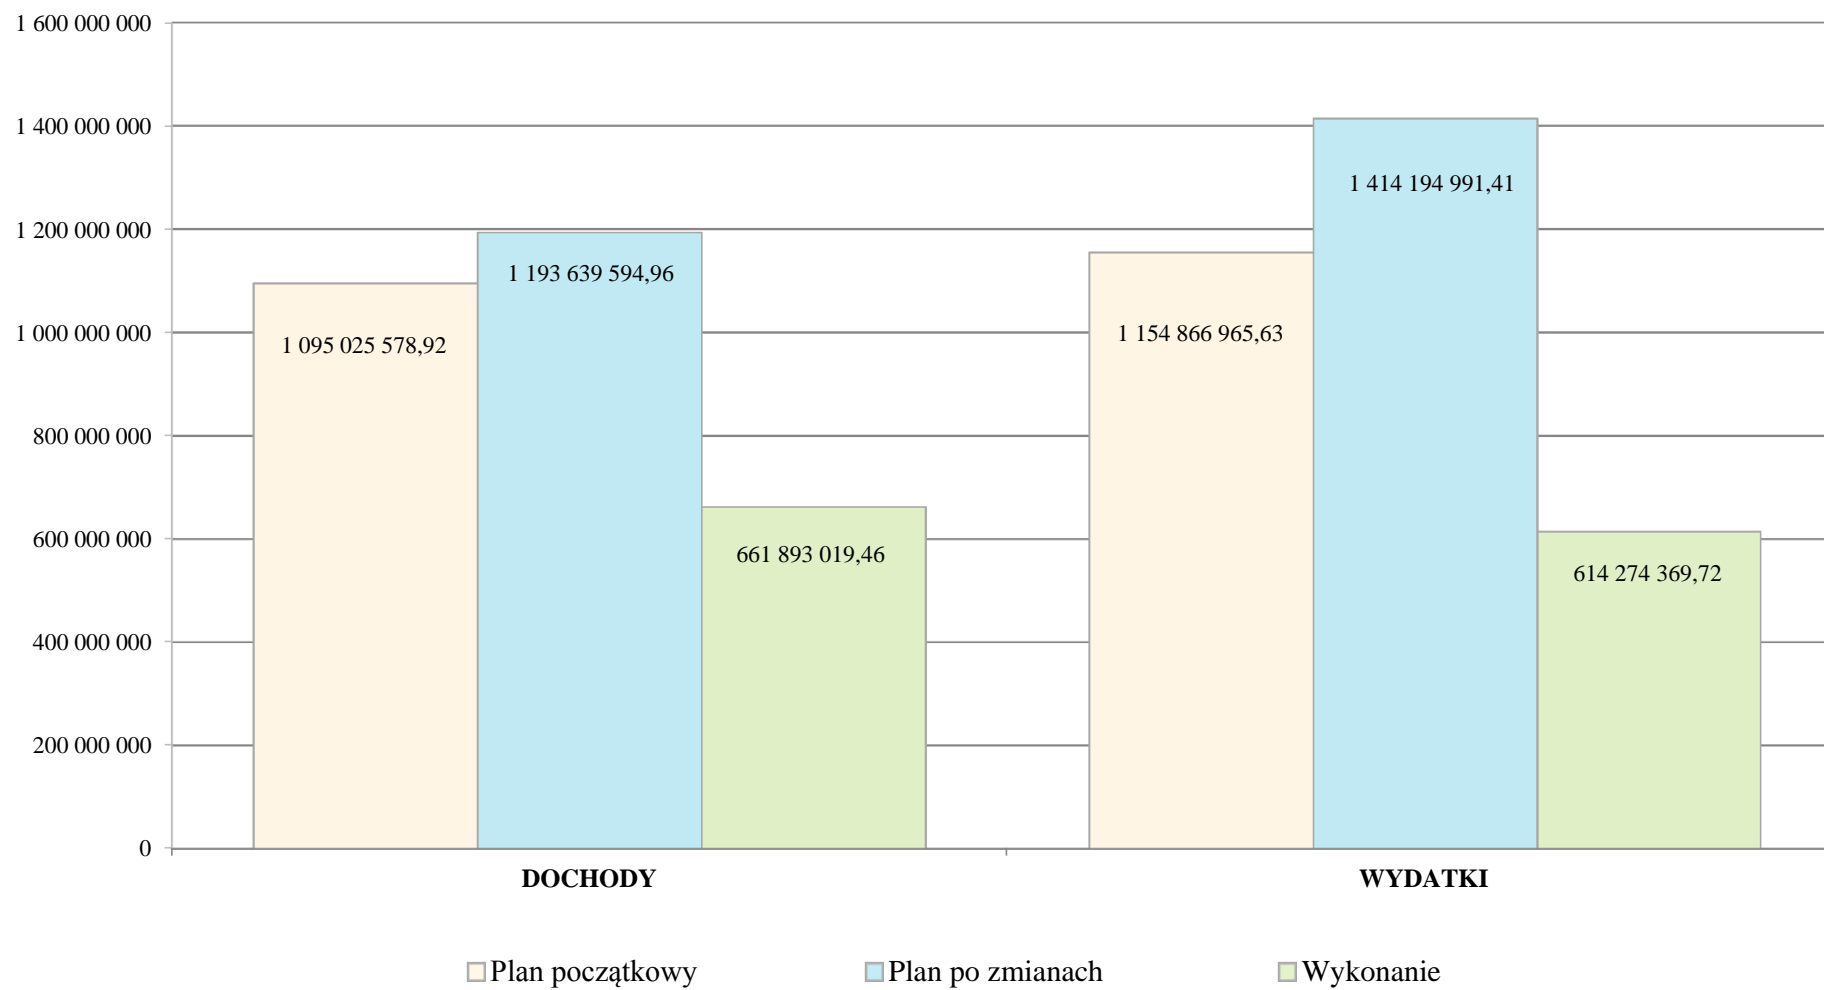 1 600 000 000
1 400 000 000
1 414 194 991,41
1 200 000 000
1 193 639 594,96
1 000 000 000
1 095 025 578,92
1 154 866 965,63
800 000 000
600 000 000
661 893 019,46
614 274 369,72
400 000 000
200 000 000
0
DOCHODY
WYDATKI
Plan początkowy
Plan po zmianach
Wykonanie